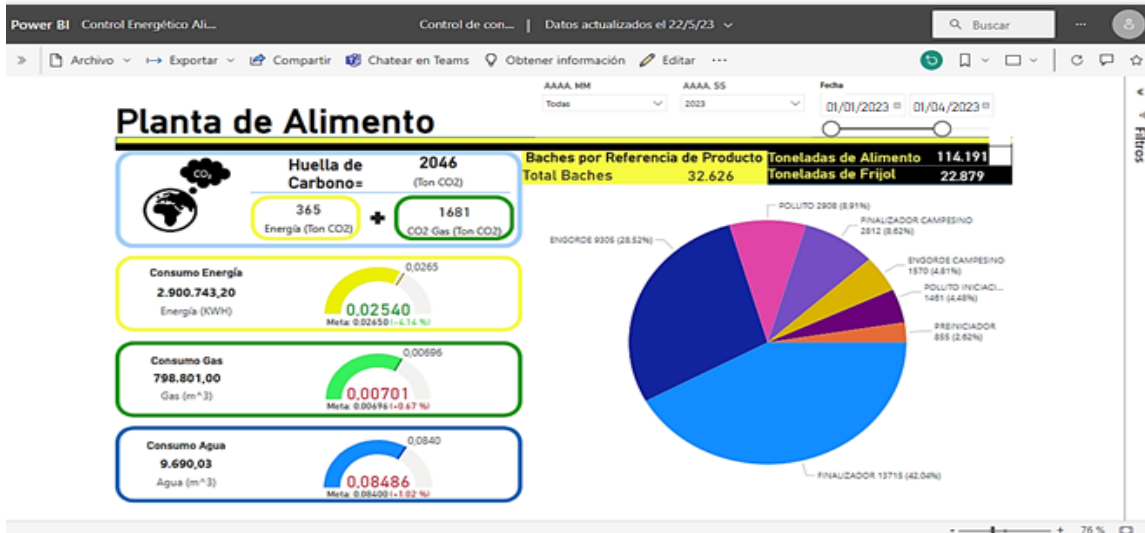 Power BI Control Energético Ali...
Control de con... | Datos actualizados el 22/5/23
Buscar
Archivo
Exportar
Compartir
Chatear en Teams
Obtener información
Editar
AAAA, MM
Todas
AAAA, SS
2023
Fecha
01/01/2023
01/04/2023
Filtros
Planta de Alimento
CO₂
Huella de
Carbono=
2046
(Ton CO2)
365
Energía (Ton CO2)
+
1681
CO2 Gas (Ton CO2)
Baches por Referencia de Producto
Total Baches 32.626
Toneladas de Alimento 114.191
Toneladas de Frijol 22.879
Consumo Energía
2.900.743,20
Energía (KWH)
0,0265
0,02540
Meta: 0.02650 (-4.14 %)
Consumo Gas
798.801,00
Gas (m^3)
0,00696
0,00701
Meta: 0.00696 (+0.67 %)
Consumo Agua
9.690,03
Agua (m^3)
0,0840
0,08486
Meta: 0.08400 (+1.02 %)
POLLITO 2908 (8,91%)
FINALIZADOR CAMPESINO
2812 (8,62%)
ENGORDE CAMPESINO
1570 (4,81%)
POLLITO INICIACI...
1461 (4,48%)
PREINICIADOR
855 (2,62%)
ENGORDE 9305 (28,52%)
FINALIZADOR 13715 (42,04%)
76 %